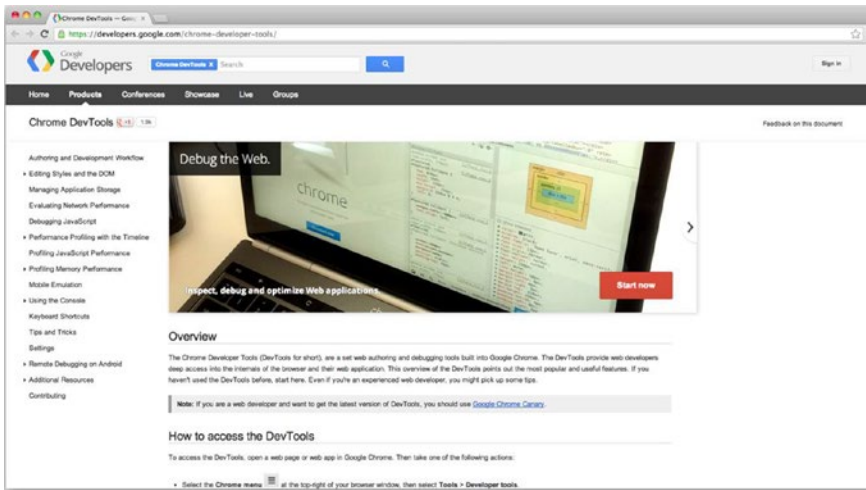 Chrome DevTools — Goog
https://developers.google.com/chrome-developer-tools/
Google
Developers
Chrome DevTools X Search
Sign in
Home Products Conferences Showcase Live Groups
Chrome DevTools +1 1.5k
Feedback on this document
Authoring and Development Workflow
Editing Styles and the DOM
Managing Application Storage
Evaluating Network Performance
Debugging JavaScript
Performance Profiling with the Timeline
Profiling JavaScript Performance
Profiling Memory Performance
Mobile Emulation
Using the Console
Keyboard Shortcuts
Tips and Tricks
Settings
Remote Debugging on Android
Additional Resources
Contributing
Debug the Web.
chrome
Inspect, debug and optimize Web applications.
Start now
Overview
The Chrome Developer Tools (DevTools for short), are a set web authoring and debugging tools built into Google Chrome. The DevTools provide web developers
deep access into the internals of the browser and their web application. This overview of the DevTools points out the most popular and useful features. If you
haven't used the DevTools before, start here. Even if you're an experienced web developer, you might pick up some tips.
Note: If you are a web developer and want to get the latest version of DevTools, you should use Google Chrome Canary.
How to access the DevTools
To access the DevTools, open a web page or web app in Google Chrome. Then take one of the following actions:
• Select the Chrome menu at the top-right of your browser window, then select Tools > Developer tools.